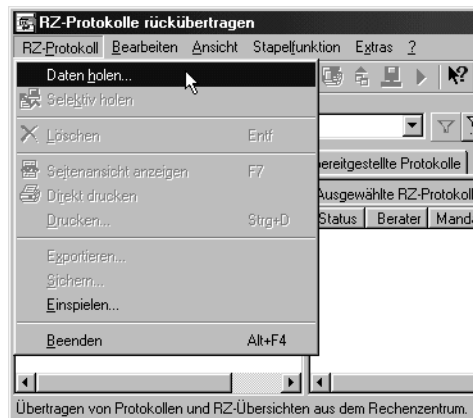 RZ-Protokolle rückübertragen
RZ-Protokoll Bearbeiten Ansicht Stapelfunktion Extras ?
Daten holen...
Selektiv holen
Löschen Entf
Seitenansicht anzeigen F7
Direkt drucken
Drucken... Strg+D
Exportieren...
Sichern...
Einspielen...
Beenden Alt+F4
bereitgestellte Protokolle
Ausgewählte RZ-Protokoll
Status Berater Manda
Übertragen von Protokollen und RZ-Übersichten aus dem Rechenzentrum.